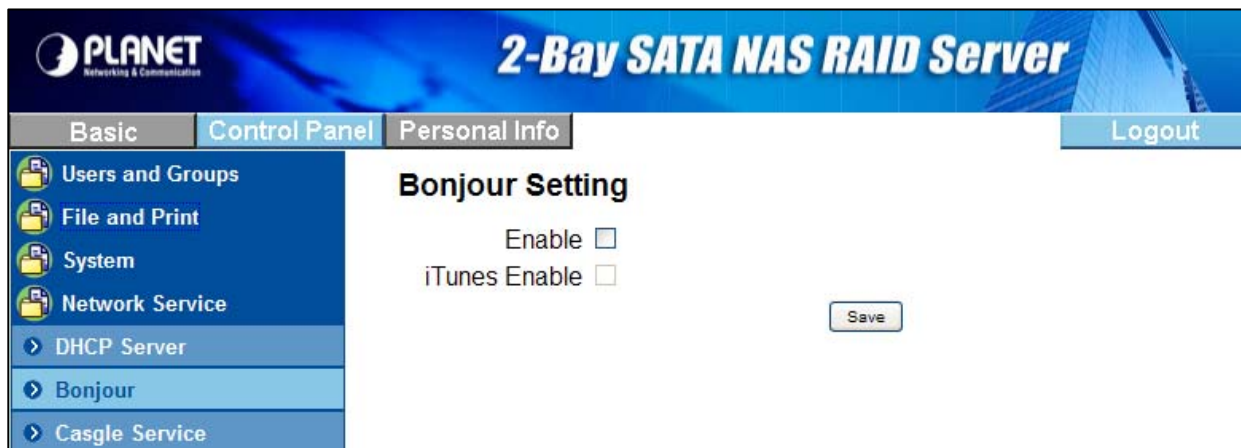 PLANET
Networking & Communication
2-Bay SATA NAS RAID Server
Basic
Control Panel
Personal Info
Logout
Users and Groups
File and Print
System
Network Service
DHCP Server
Bonjour
Casgle Service
Bonjour Setting
Enable
iTunes Enable
Save